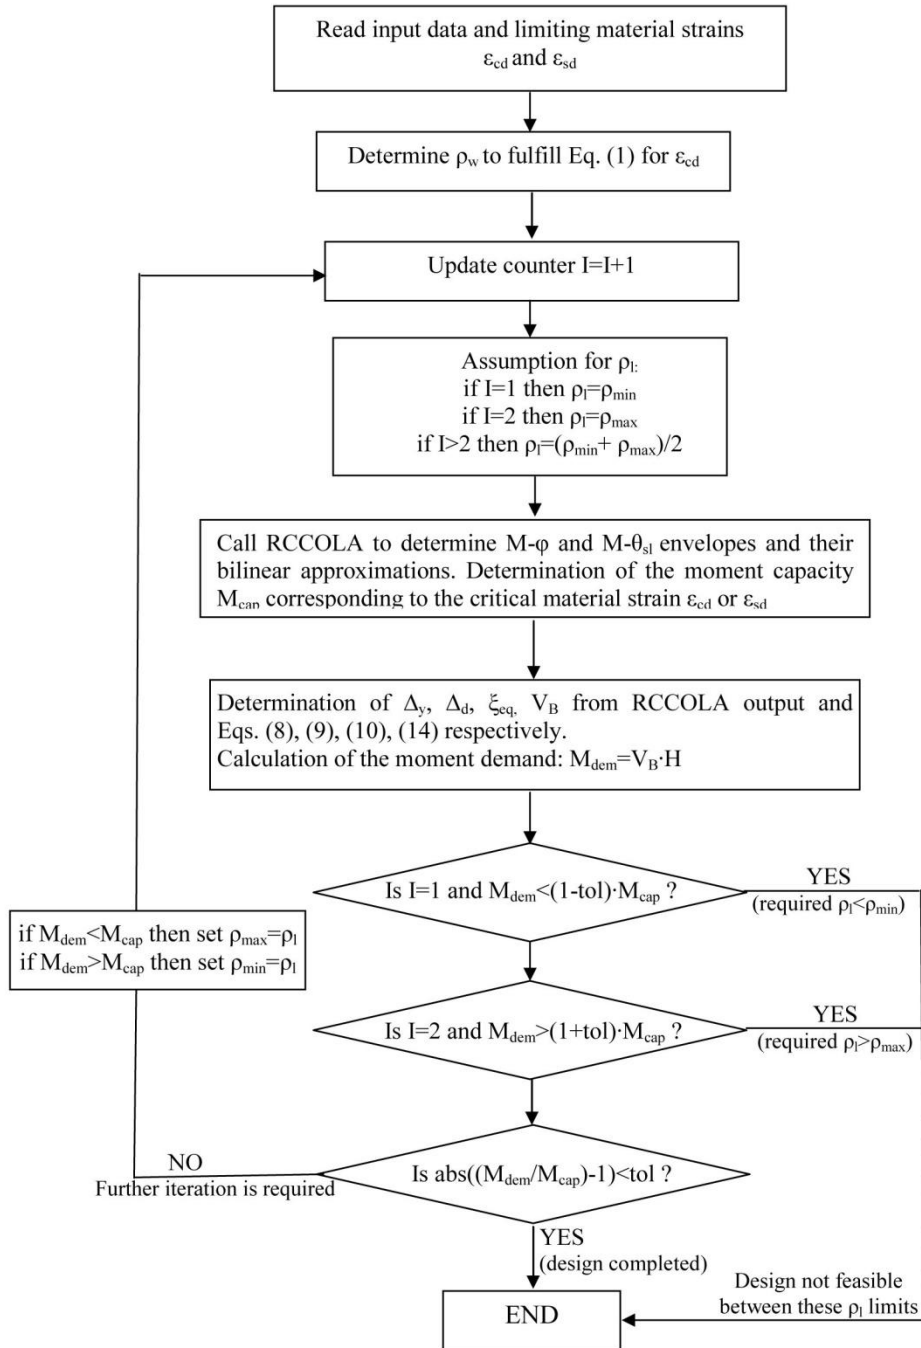 Read input data and limiting material strains
εcd and εsd
Determine ρw to fulfill Eq. (1) for εcd
Update counter I=I+1
Assumption for ρl:
if I=1 then ρl=ρmin
if I=2 then ρl=ρmax
if I>2 then ρl=(ρmin+ ρmax)/2
Call RCCOLA to determine M-φ and M-θsl envelopes and their
bilinear approximations. Determination of the moment capacity
Mcap corresponding to the critical material strain εcd or εsd
Determination of Δy, Δd, ξeq, VB from RCCOLA output and
Eqs. (8), (9), (10), (14) respectively.
Calculation of the moment demand: Mdem=VB·H
Is I=1 and Mdem<(1-tol)·Mcap ?
YES
(required ρl<ρmin)
if Mdem<Mcap then set ρmax=ρl
if Mdem>Mcap then set ρmin=ρl
Is I=2 and Mdem>(1+tol)·Mcap ?
YES
(required ρl>ρmax)
Is abs((Mdem/Mcap)-1)<tol ?
NO
Further iteration is required
YES
(design completed)
Design not feasible
between these ρl limits
END